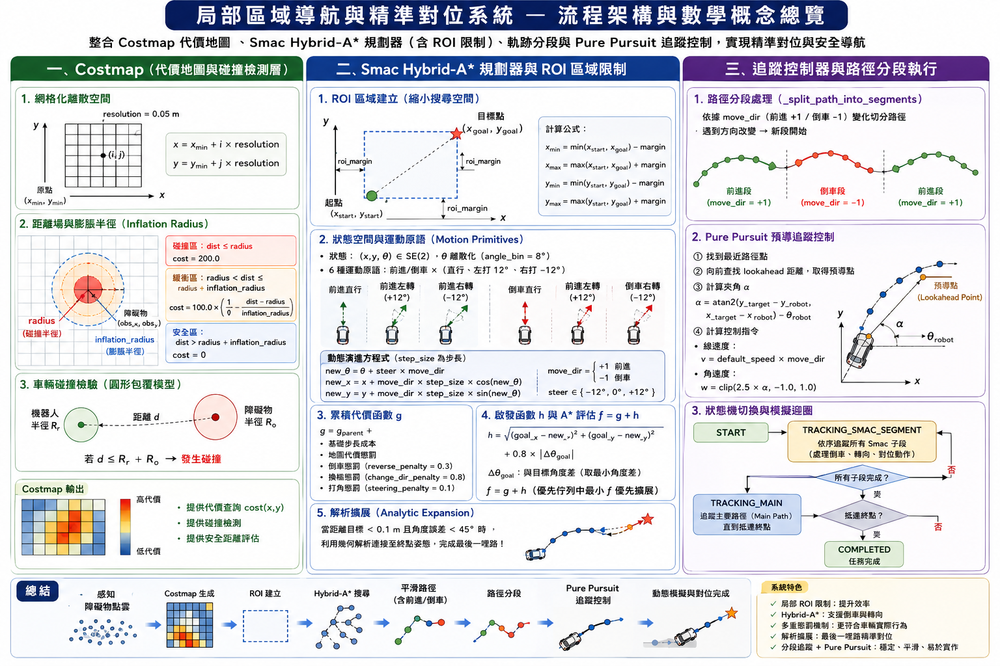 局部區域導航與精準對位系統 — 流程架構與數學概念總覽
整合 Costmap 代價地圖 、Smac Hybrid-A* 規劃器（含 ROI 限制）、軌跡分段與 Pure Pursuit 追蹤控制，實現精準對位與安全導航
一、Costmap（代價地圖與碰撞檢測層）
1. 網格化離散空間
resolution = 0.05 m
y
(i, j)
原點
(x_min, y_min)
x
x = x_min + i × resolution
y = y_min + j × resolution
2. 距離場與膨脹半徑（Inflation Radius）
radius
(碰撞半徑)
障礙物
(obs_x, obs_y)
inflation_radius
(膨脹半徑)
碰撞區：dist ≤ radius
cost = 200.0
緩衝區：radius < dist ≤
radius + inflation_radius
cost = 100.0 × (1/0 − (dist − radius)/inflation_radius)
安全區：
dist > radius + inflation_radius
cost = 0
3. 車輛碰撞檢驗（圓形包覆模型）
機器人
半徑 R_r
距離 d
障礙物
半徑 R_o
若 d ≤ R_r + R_o → 發生碰撞
Costmap 輸出
高代價
低代價
• 提供代價查詢 cost(x,y)
• 提供碰撞檢測
• 提供安全距離評估
二、Smac Hybrid-A* 規劃器與 ROI 區域限制
1. ROI 區域建立（縮小搜尋空間）
y
目標點
(x_goal, y_goal)
roi_margin
roi_margin
起點
(x_start, y_start)
roi_margin
x
計算公式：
x_min = min(x_start, x_goal) − margin
x_max = max(x_start, x_goal) + margin
y_min = min(y_start, y_goal) − margin
y_max = max(y_start, y_goal) + margin
2. 狀態空間與運動原語（Motion Primitives）
• 狀態：(x,y, θ) ∈ SE(2)，θ 離散化（angle_bin = 8°）
• 6 種運動原語：前進/倒車 ×（直行、左打 12°、右打 −12°）
前進直行
前進左轉
(+12°)
前進右轉
(−12°)
倒車直行
前進左轉
(+12°)
倒車右轉
(−12°)
動態演進方程式（step_size 為步長）
new_θ = θ + steer × move_dir
new_x = x + move_dir × step_size × cos(new_θ)
new_y = y + move_dir × step_size × sin(new_θ)
move_dir = { +1 前進
−1 倒車
steer ∈ { −12°, 0°, +12° }
3. 累積代價函數 g
g = g_parent +
• 基礎步長成本
• 地圖代價懲罰
• 倒車懲罰（reverse_penalty = 0.3）
• 換檔懲罰（change_dir_penalty = 0.8）
• 打角懲罰（steering_penalty = 0.1）
4. 啟發函數 h 與 A* 評估 f = g + h
+ 0.8 × |Δθ_goal|
Δθ_goal：與目標角度差（取最小角度差）
f = g + h（優先佇列中最小 f 優先擴展）
5. 解析擴展（Analytic Expansion）
當距離目標 < 0.1 m 且角度誤差 < 45° 時，
利用幾何解析連接至終點姿態，完成最後一哩路！
三、追蹤控制器與路徑分段執行
1. 路徑分段處理（_split_path_into_segments）
依據 move_dir（前進 +1 / 倒車 −1）變化切分路徑
· 遇到方向改變 → 新段開始
前進段
(move_dir = +1)
倒車段
(move_dir = −1)
前進段
(move_dir = +1)
2. Pure Pursuit 預導追蹤控制
① 找到最近路徑點
② 向前查找 lookahead 距離，取得預導點
③ 計算夾角 α
α = atan2(y_target − y_robot,
x_target − x_robot) − θ_robot
④ 計算控制指令
• 線速度：
v = default_speed × move_dir
• 角速度：
w = clip(2.5 × α, −1.0, 1.0)
預導點
(Lookahead Point)
y
α
θ_robot
x
3. 狀態機切換與模擬迴圈
START
TRACKING_SMAC_SEGMENT
依序追蹤所有 Smac 子段
（處理倒車、轉向、對位動作）
否
所有子段完成？
TRACKING_MAIN
追蹤主要路徑（Main Path）
直到抵達終點
抵達終點？
否
COMPLETED
任務完成
總結
感知
障礙物點雲
Costmap 生成
ROI 建立
Hybrid-A* 搜尋
平滑路徑
（含前進/倒車）
路徑分段
Pure Pursuit
追蹤控制
動態模擬與對位完成
系統特色
✓ 局部 ROI 限制：提升效率
✓ Hybrid-A*：支援倒車與轉向
✓ 多重懲罰機制：更符合車輛實際行為
✓ 解析擴展：最後一哩路精準對位
✓ 分段追蹤 + Pure Pursuit：穩定、平滑、易於實作